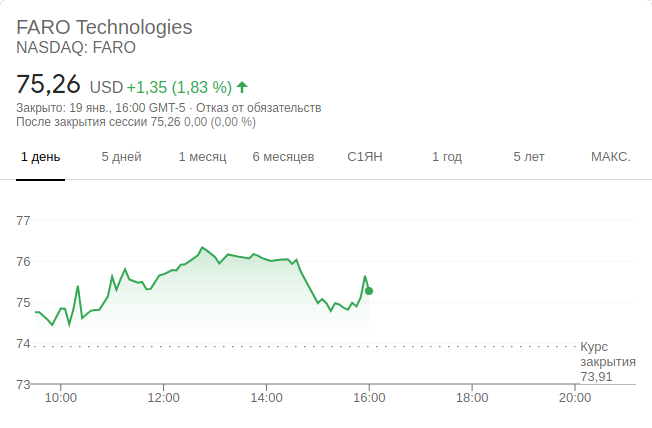 FARO Technologies
NASDAQ: FARO
75,26 USD +1,35 (1,83 %)
Закрыто: 19 янв., 16:00 GMT-5 · Отказ от обязательств
После закрытия сессии 75,26 0,00 (0,00 %)
1 день 5 дней 1 месяц 6 месяцев С1ЯН 1 год 5 лет МАКС.
77
76
75
74
Курс
закрытия
73,91
73
10:00 12:00 14:00 16:00 18:00 20:00